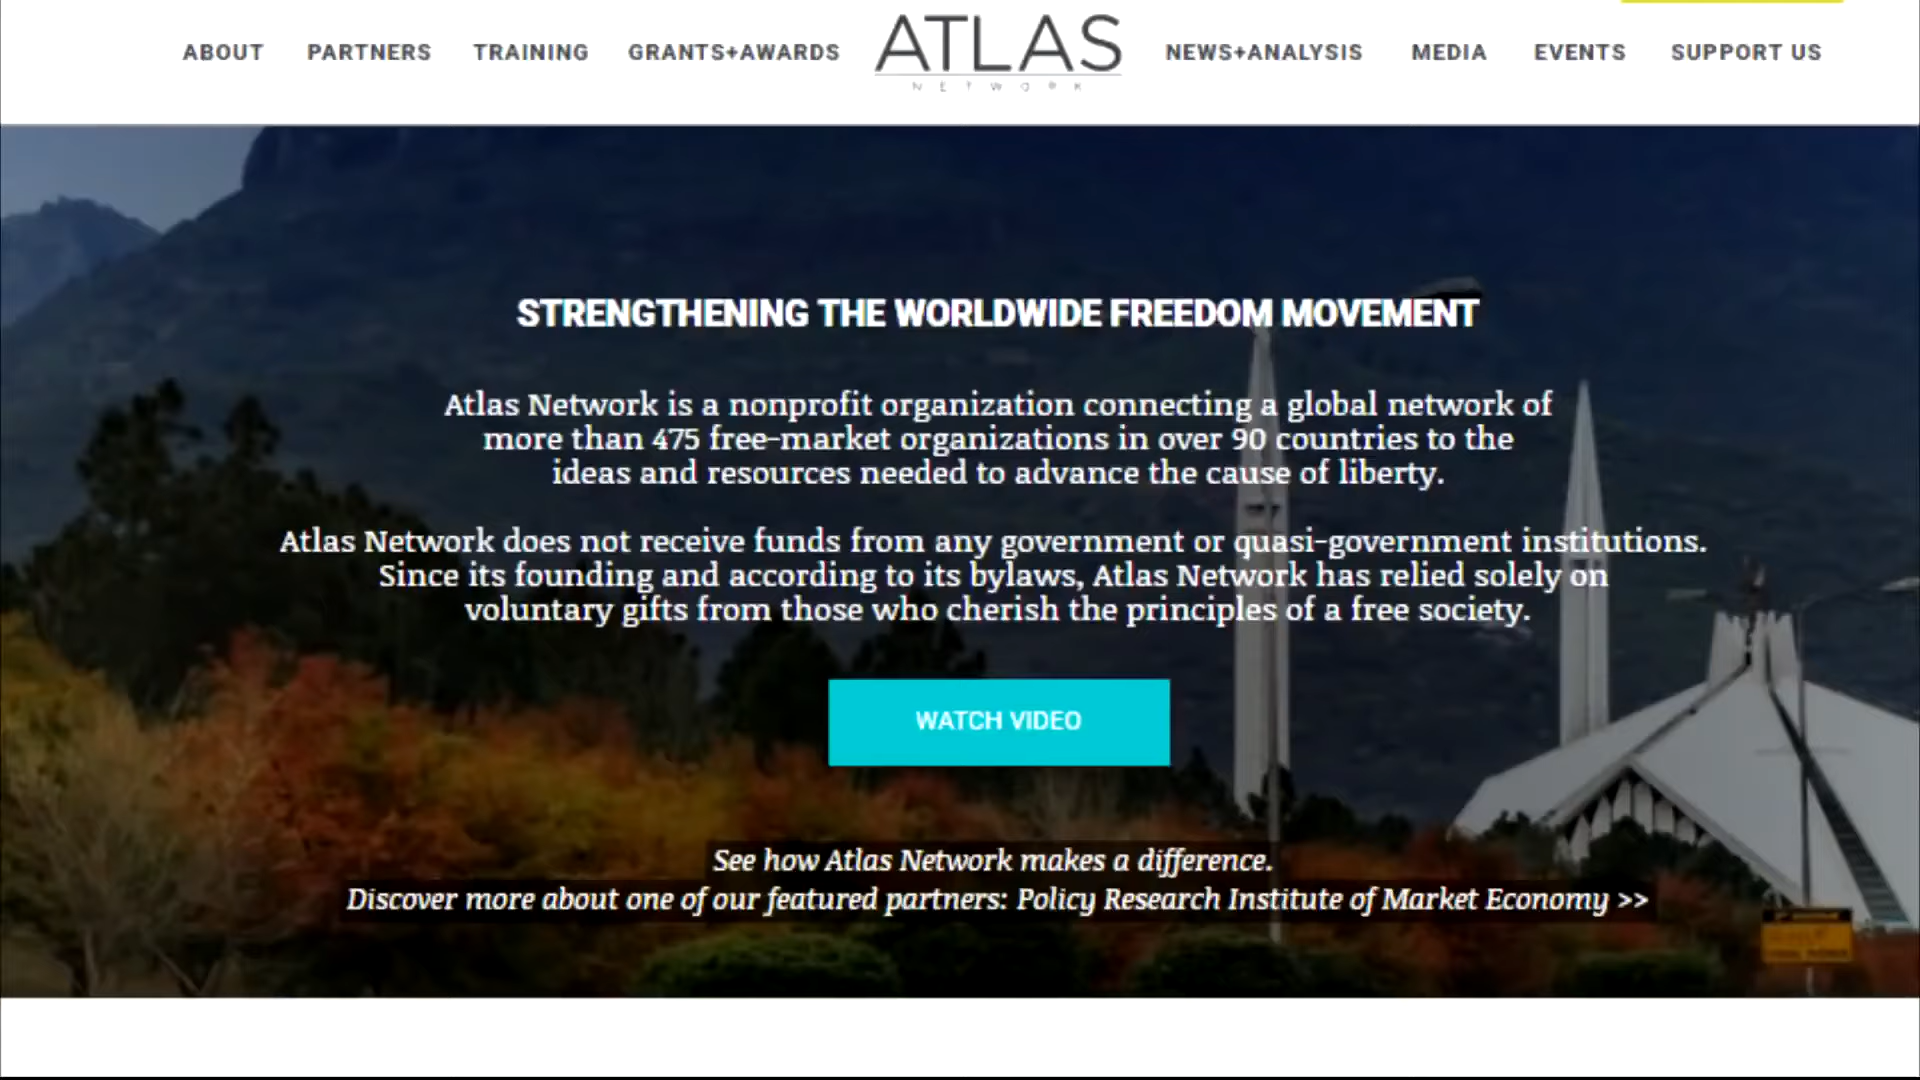 ABOUT PARTNERS TRAINING GRANTS+AWARDS ATLAS NEWS+ANALYSIS MEDIA EVENTS SUPPORT US
NETWORK
STRENGTHENING THE WORLDWIDE FREEDOM MOVEMENT
Atlas Network is a nonprofit organization connecting a global network of
more than 475 free-market organizations in over 90 countries to the
ideas and resources needed to advance the cause of liberty.
Atlas Network does not receive funds from any government or quasi-government institutions.
Since its founding and according to its bylaws, Atlas Network has relied solely on
voluntary gifts from those who cherish the principles of a free society.
WATCH VIDEO
See how Atlas Network makes a difference.
Discover more about one of our featured partners: Policy Research Institute of Market Economy >>